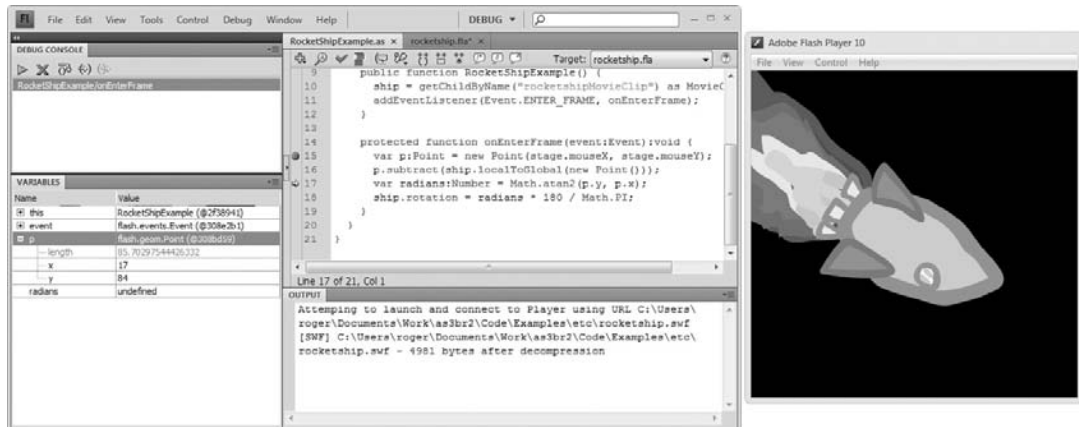 FL File Edit View Tools Control Debug Window Help DEBUG
DEBUG CONSOLE
RocketShipExample/onEnterFrame
VARIABLES
Name Value
this RocketShipExample (@2f38941)
event flash.events.Event (@308e2b1)
p flash.geom.Point (@308bd59)
length 85.70297544426332
x 17
y 84
radians undefined
RocketShipExample.as × rocketship.fla* ×
Target: rocketship.fla
9 public function RocketShipExample() {
10 ship = getChildByName("rocketshipMovieClip") as MovieC
11 addEventListener(Event.ENTER_FRAME, onEnterFrame);
12 }
13
14 protected function onEnterFrame(event:Event):void {
15 var p:Point = new Point(stage.mouseX, stage.mouseY);
16 p.subtract(ship.localToGlobal(new Point()));
17 var radians:Number = Math.atan2(p.y, p.x);
18 ship.rotation = radians * 180 / Math.PI;
19 }
20 }
21 }
Line 17 of 21, Col 1
OUTPUT
Attemping to launch and connect to Player using URL C:\Users\
roger\Documents\Work\as3br2\Code\Examples\etc\rocketship.swf
[SWF] C:\Users\roger\Documents\Work\as3br2\Code\Examples\etc\
rocketship.swf - 4981 bytes after decompression
Adobe Flash Player 10
File View Control Help